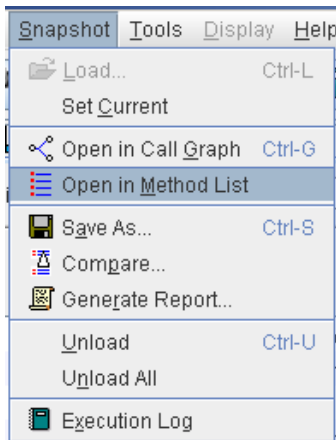 Snapshot Tools Display Help
Load... Ctrl-L
Set Current
Open in Call Graph Ctrl-G
Open in Method List
Save As... Ctrl-S
Compare...
Generate Report...
Unload Ctrl-U
Unload All
Execution Log